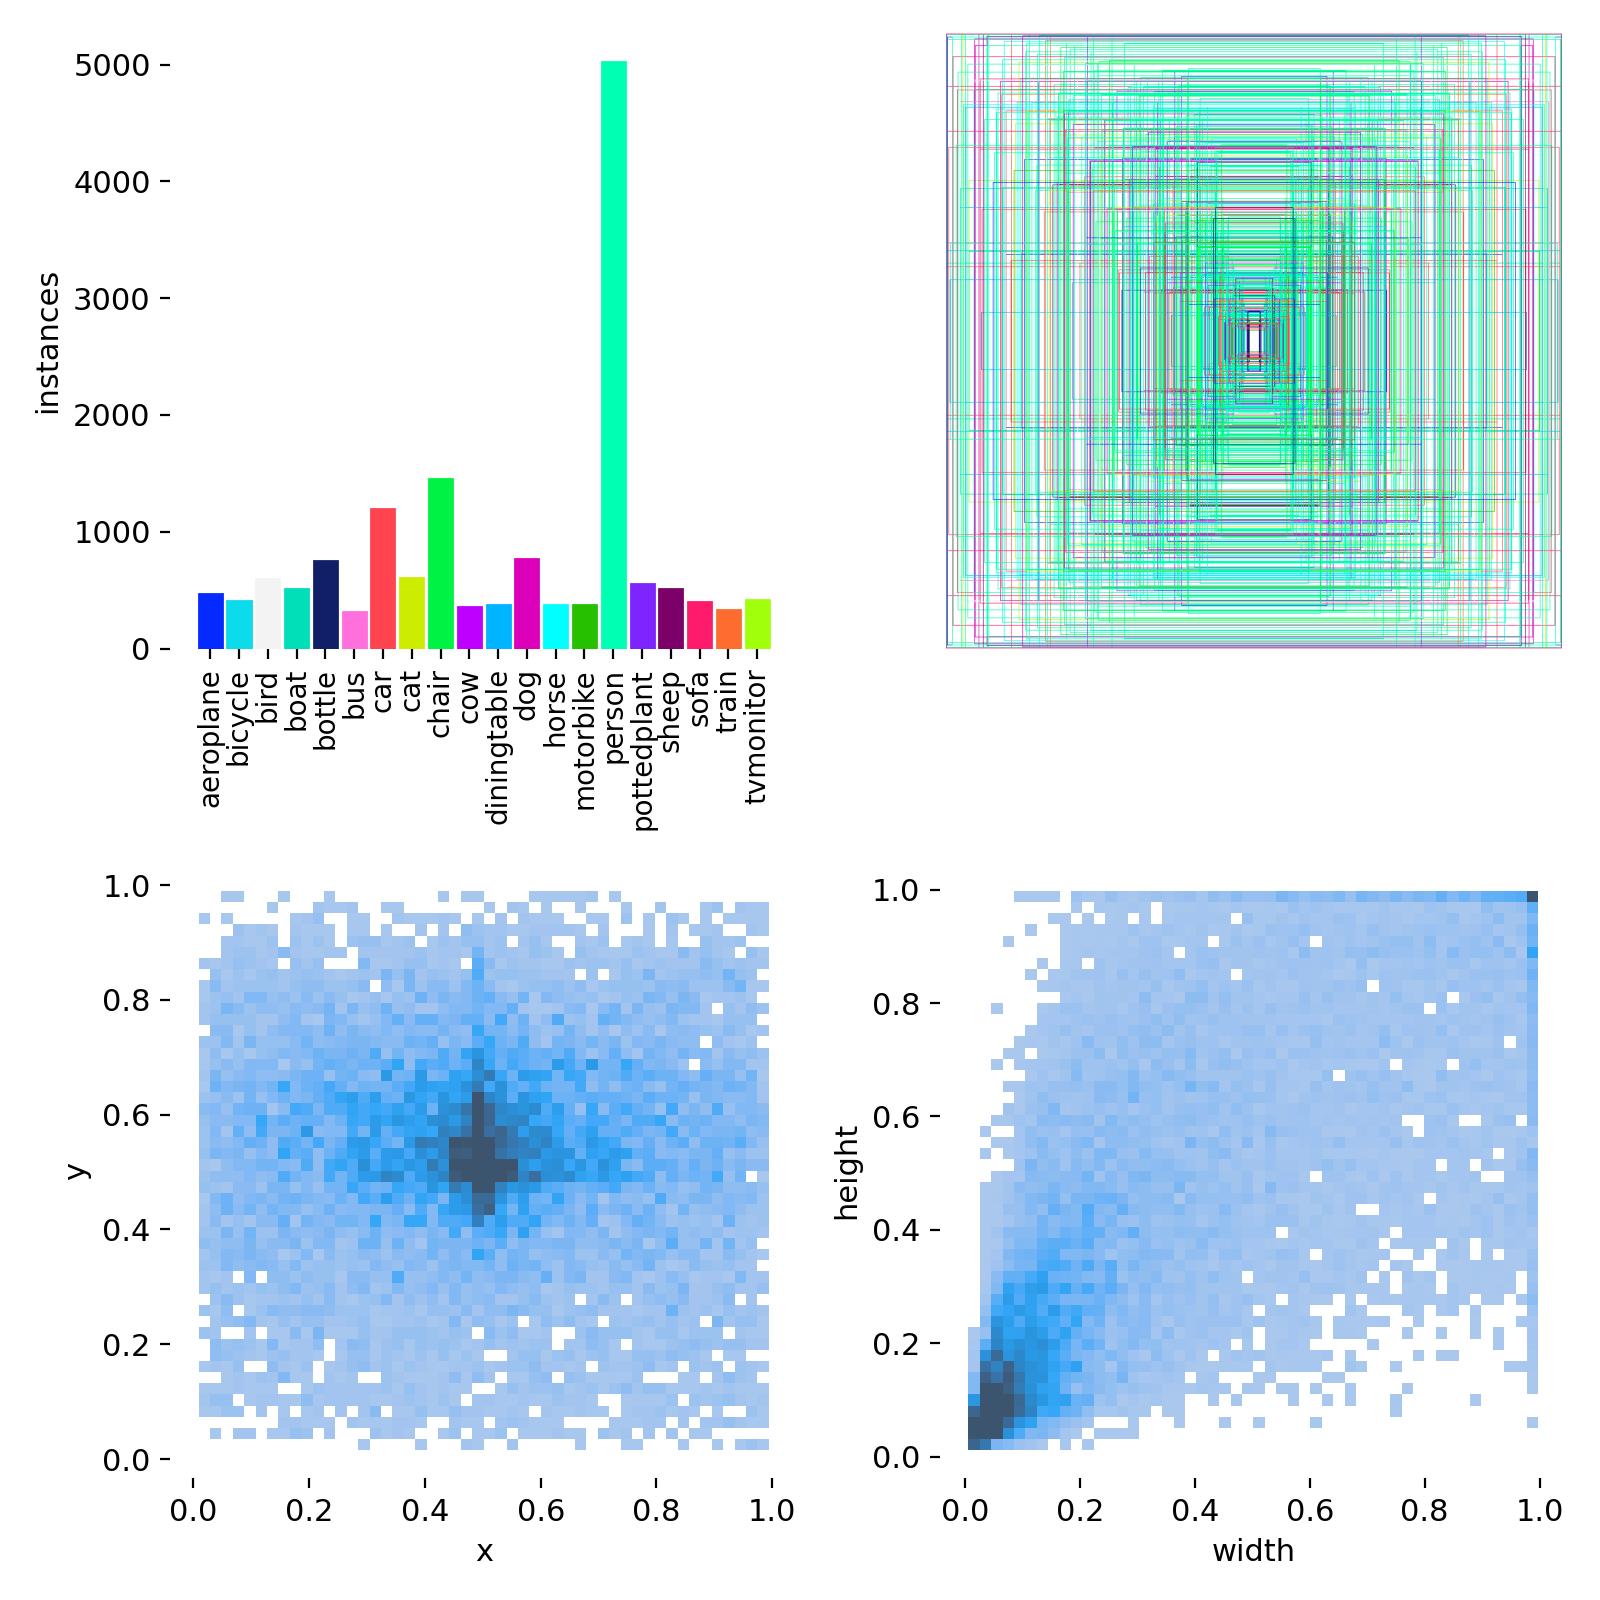 instances
5000
4000
3000
2000
1000
0
aeroplane
bicycle
bird
boat
bottle
bus
car
cat
chair
cow
diningtable
dog
horse
motorbike
person
pottedplant
sheep
sofa
train
tvmonitor
y
1.0
0.8
0.6
0.4
0.2
0.0
0.0 0.2 0.4 0.6 0.8 1.0
x
height
1.0
0.8
0.6
0.4
0.2
0.0
0.0 0.2 0.4 0.6 0.8 1.0
width